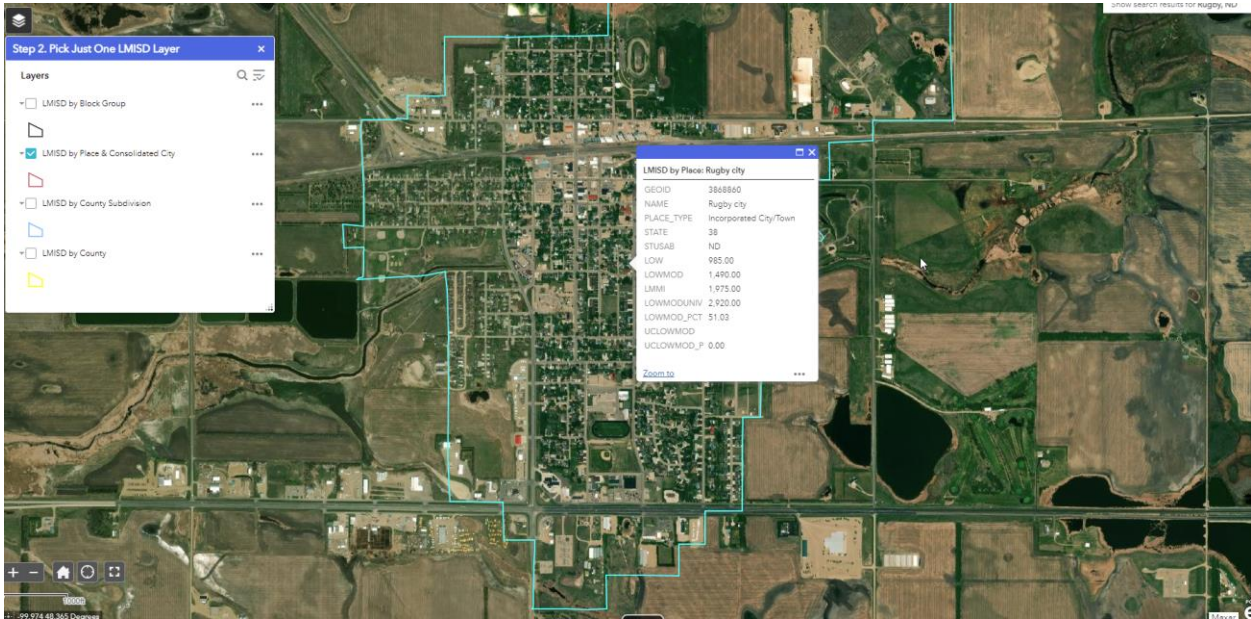 Show search results for Rugby, ND
Step 2. Pick Just One LMISD Layer
Layers
LMISD by Block Group
LMISD by Place & Consolidated City
LMISD by County Subdivision
LMISD by County
LMISD by Place: Rugby city
GEOID 3868860
NAME Rugby city
PLACE_TYPE Incorporated City/Town
STATE 38
STUSAB ND
LOW 985.00
LOWMOD 1,490.00
LMMI 1,975.00
LOWMODUNIV 2,920.00
LOWMOD_PCT 51.03
UCLOWMOD
UCLOWMOD_P 0.00
Zoom to
1000ft
-99.974 48.365 Degrees
Maxar